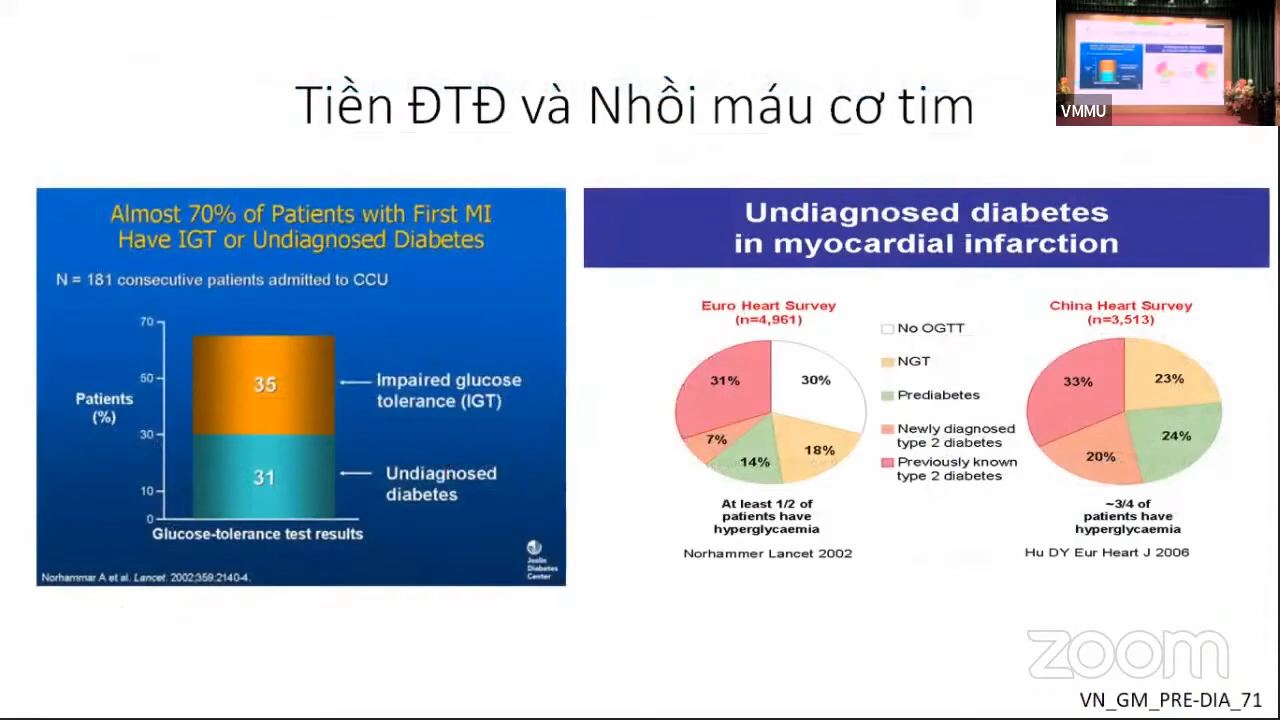 VMMU
Tiền ĐTĐ và Nhồi máu cơ tim
Almost 70% of Patients with First MI
Have IGT or Undiagnosed Diabetes
N = 181 consecutive patients admitted to CCU
70
50
30
10
0
Patients
(%)
35
31
Impaired glucose
tolerance (IGT)
Undiagnosed
diabetes
Glucose-tolerance test results
Joslin
Diabetes
Center
Norhammar A et al. Lancet. 2002;359:2140-4.
Undiagnosed diabetes
in myocardial infarction
Euro Heart Survey
(n=4,961)
31%
30%
7%
18%
14%
At least 1/2 of
patients have
hyperglycaemia
Norhammer Lancet 2002
No OGTT
NGT
Prediabetes
Newly diagnosed
type 2 diabetes
Previously known
type 2 diabetes
China Heart Survey
(n=3,513)
33%
23%
24%
20%
~3/4 of
patients have
hyperglycaemia
Hu DY Eur Heart J 2006
zoom
VN_GM_PRE-DIA_71